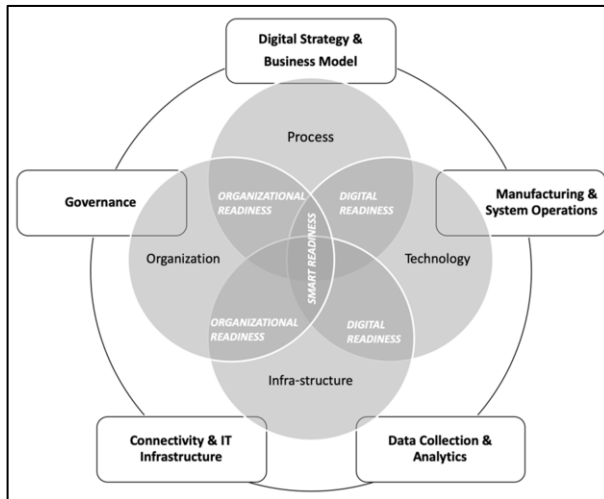 Digital Strategy &
Business Model
Process
Governance
ORGANIZATIONAL
READINESS
DIGITAL
READINESS
Manufacturing &
System Operations
Organization
SMART READINESS
Technology
ORGANIZATIONAL
READINESS
DIGITAL
READINESS
Infra-structure
Connectivity & IT
Infrastructure
Data Collection &
Analytics